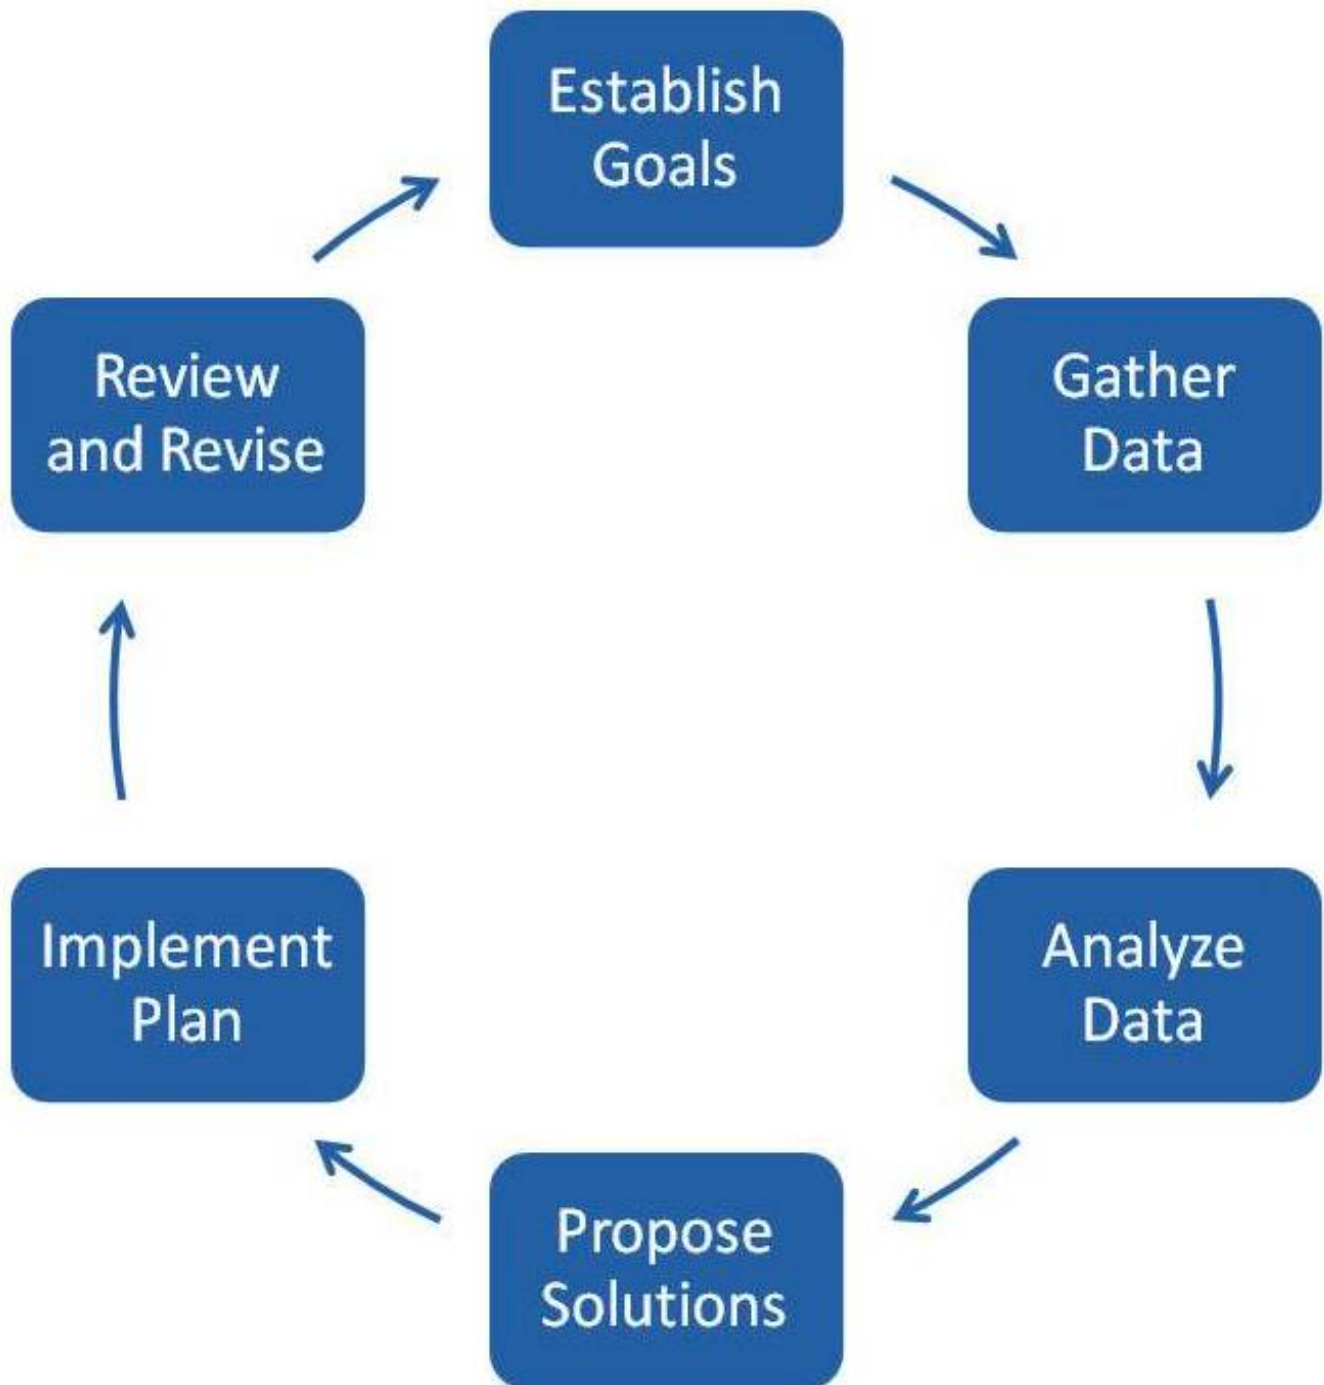 Establish
Goals
Gather
Data
Analyze
Data
Propose
Solutions
Implement
Plan
Review
and Revise